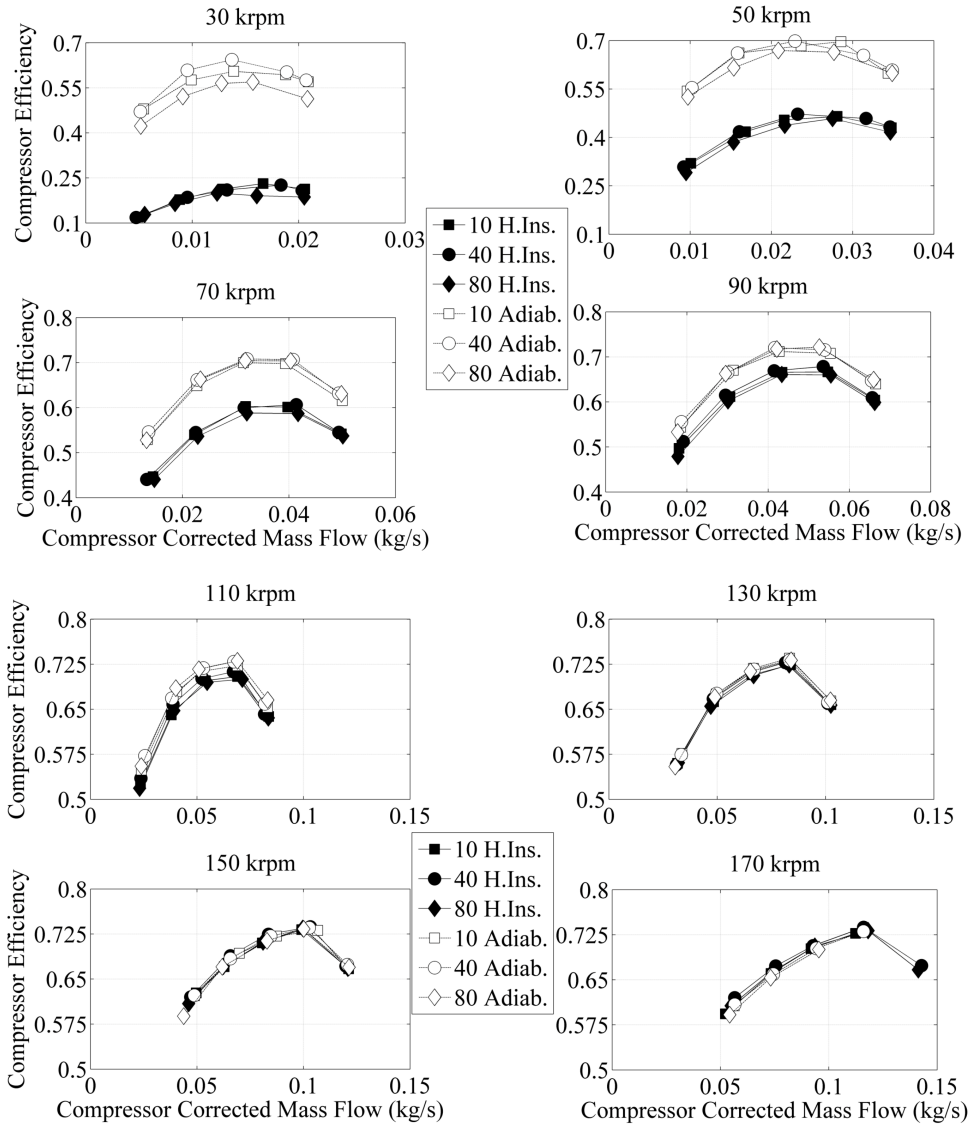 30 krpm
50 krpm
Compressor Efficiency
0.7
0.55
0.4
0.25
0.1
0
0.01
0.02
0.03
0.7
0.55
0.4
0.25
0.1
0.01
0.02
0.03
0.04
10 H.Ins.
40 H.Ins.
80 H.Ins.
10 Adiab.
40 Adiab.
80 Adiab.
70 krpm
90 krpm
Compressor Efficiency
0.8
0.7
0.6
0.5
0.4
0
0.02
0.04
0.06
Compressor Corrected Mass Flow (kg/s)
0.8
0.7
0.6
0.5
0.4
0
0.02
0.04
0.06
0.08
Compressor Corrected Mass Flow (kg/s)
110 krpm
130 krpm
Compressor Efficiency
0.8
0.725
0.65
0.575
0.5
0
0.05
0.1
0.15
0.8
0.725
0.65
0.575
0.5
0
0.05
0.1
0.15
10 H.Ins.
40 H.Ins.
80 H.Ins.
10 Adiab.
40 Adiab.
80 Adiab.
150 krpm
170 krpm
Compressor Efficiency
0.8
0.725
0.65
0.575
0.5
0
0.05
0.1
0.15
Compressor Corrected Mass Flow (kg/s)
0.8
0.725
0.65
0.575
0.5
0
0.05
0.1
0.15
Compressor Corrected Mass Flow (kg/s)